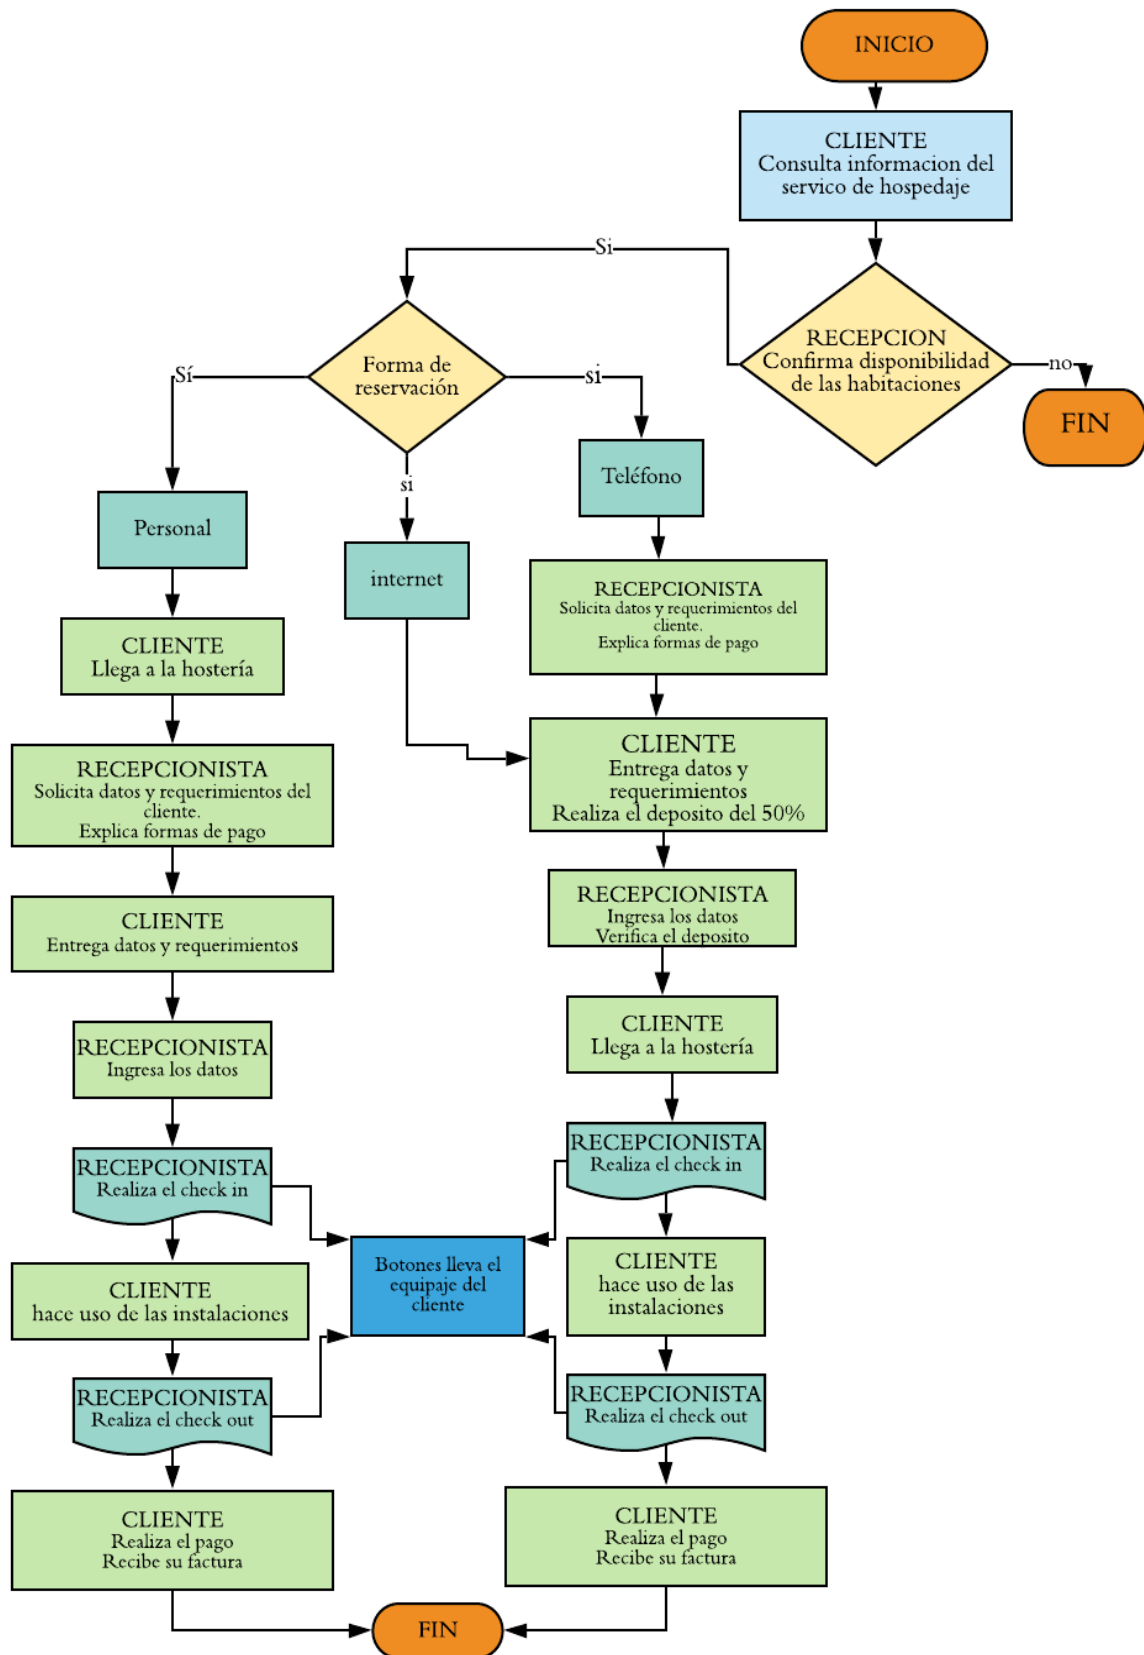 INICIO
CLIENTE
Consulta informacion del
servico de hospedaje
Si
RECEPCION
Confirma disponibilidad
de las habitaciones
no
FIN
Forma de
reservación
Sí
si
si
Teléfono
Personal
internet
RECEPCIONISTA
Solicita datos y requerimientos del
cliente.
Explica formas de pago
CLIENTE
Llega a la hostería
CLIENTE
Entrega datos y
requerimientos
Realiza el deposito del 50%
RECEPCIONISTA
Solicita datos y requerimientos del
cliente.
Explica formas de pago
RECEPCIONISTA
Ingresa los datos
Verifica el deposito
CLIENTE
Entrega datos y requerimientos
CLIENTE
Llega a la hostería
RECEPCIONISTA
Ingresa los datos
RECEPCIONISTA
Realiza el check in
RECEPCIONISTA
Realiza el check in
Botones lleva el
equipaje del
cliente
CLIENTE
hace uso de las
instalaciones
CLIENTE
hace uso de las instalaciones
RECEPCIONISTA
Realiza el check out
RECEPCIONISTA
Realiza el check out
CLIENTE
Realiza el pago
Recibe su factura
CLIENTE
Realiza el pago
Recibe su factura
FIN